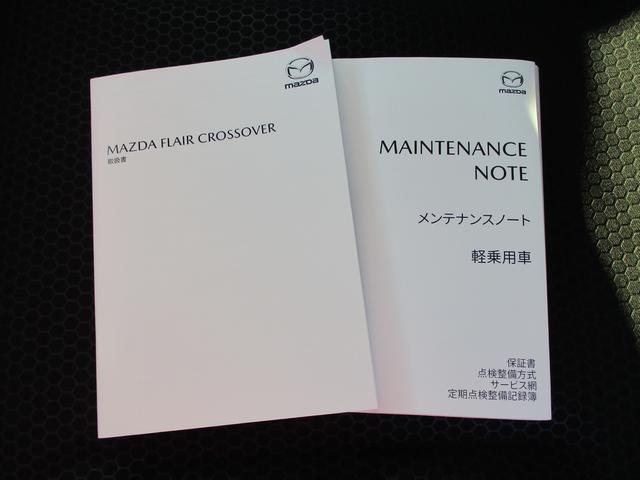 mazda
MAZDA FLAIR CROSSOVER
取扱書
mazda
MAINTENANCE
NOTE
メンテナンスノート
軽乗用車
保証書
点検整備方式
サービス網
定期点検整備記録簿